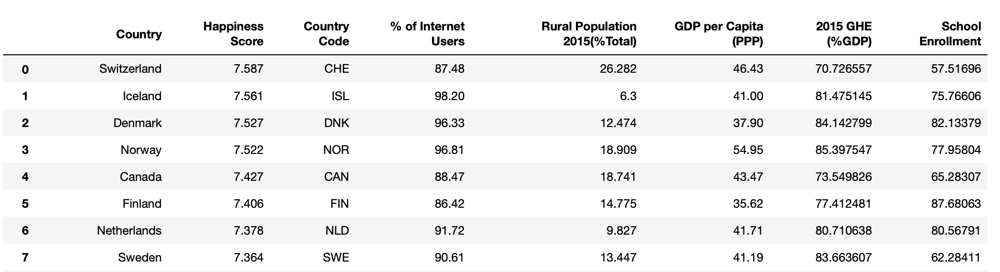 Country Happiness Score Country Code % of Internet Users Rural Population 2015(%Total) GDP per Capita (PPP) 2015 GHE (%GDP) School Enrollment
0 Switzerland 7.587 CHE 87.48 26.282 46.43 70.726557 57.51696
1 Iceland 7.561 ISL 98.20 6.3 41.00 81.475145 75.76606
2 Denmark 7.527 DNK 96.33 12.474 37.90 84.142799 82.13379
3 Norway 7.522 NOR 96.81 18.909 54.95 85.397547 77.95804
4 Canada 7.427 CAN 88.47 18.741 43.47 73.549826 65.28307
5 Finland 7.406 FIN 86.42 14.775 35.62 77.412481 87.68063
6 Netherlands 7.378 NLD 91.72 9.827 41.71 80.710638 80.56791
7 Sweden 7.364 SWE 90.61 13.447 41.19 83.663607 62.28411